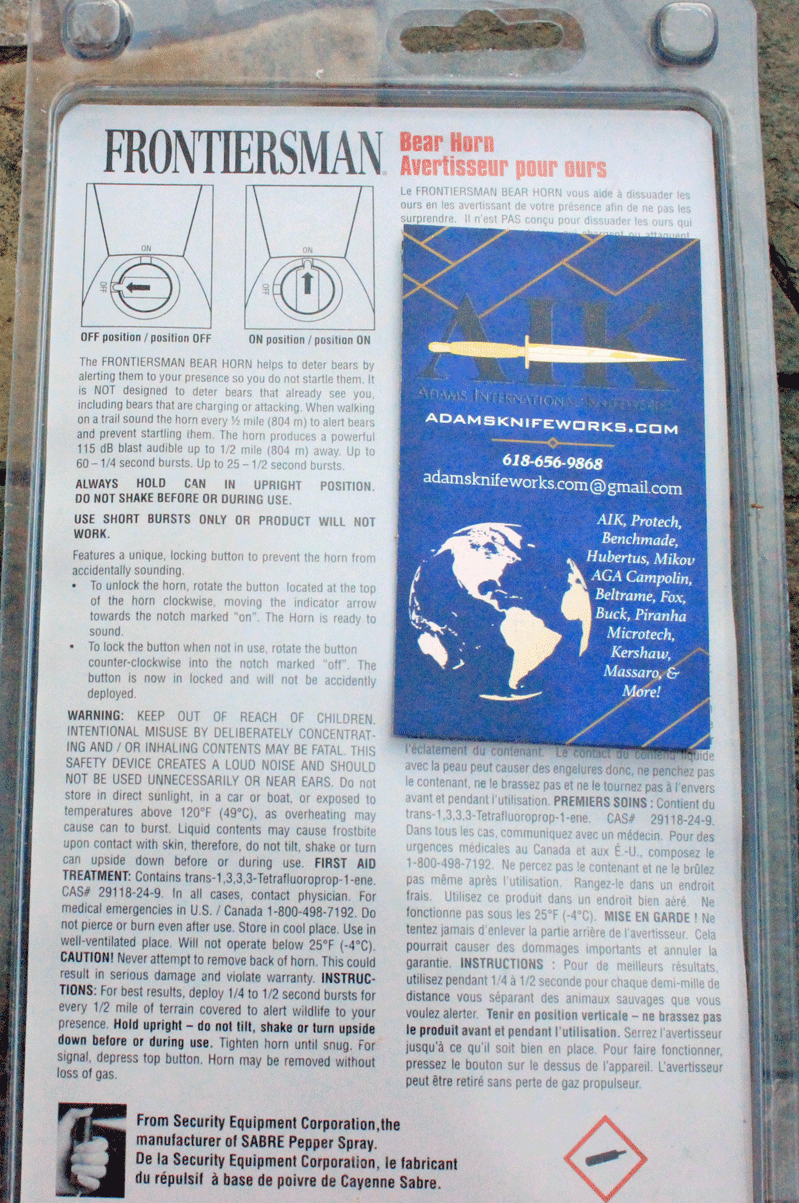 FRONTIERSMAN
Bear Horn
Avertisseur pour ours
ON
OFF
OFF position / position OFF
ON
OFF
ON position / position ON
The FRONTIERSMAN BEAR HORN helps to deter bears by
alerting them to your presence so you do not startle them. It
is NOT designed to deter bears that already see you,
including bears that are charging or attacking. When walking
on a trail sound the horn every ½ mile (804 m) to alert bears
and prevent startling them. The horn produces a powerful
115 dB blast audible up to 1/2 mile (804 m) away. Up to
60 – 1/4 second bursts. Up to 25 – 1/2 second bursts.
ALWAYS HOLD CAN IN UPRIGHT POSITION.
DO NOT SHAKE BEFORE OR DURING USE.
USE SHORT BURSTS ONLY OR PRODUCT WILL NOT
WORK.
Features a unique, locking button to prevent the horn from
accidentally sounding.
• To unlock the horn, rotate the button located at the top
of the horn clockwise, moving the indicator arrow
towards the notch marked "on". The Horn is ready to
sound.
• To lock the button when not in use, rotate the button
counter-clockwise into the notch marked "off". The
button is now in locked and will not be accidently
deployed.
WARNING: KEEP OUT OF REACH OF CHILDREN.
INTENTIONAL MISUSE BY DELIBERATELY CONCENTRAT-
ING AND / OR INHALING CONTENTS MAY BE FATAL. THIS
SAFETY DEVICE CREATES A LOUD NOISE AND SHOULD
NOT BE USED UNNECESSARILY OR NEAR EARS. Do not
store in direct sunlight, in a car or boat, or exposed to
temperatures above 120°F (49°C), as overheating may
cause can to burst. Liquid contents may cause frostbite
upon contact with skin, therefore, do not tilt, shake or turn
can upside down before or during use. FIRST AID
TREATMENT: Contains trans-1,3,3,3-Tetrafluoroprop-1-ene.
CAS# 29118-24-9. In all cases, contact physician. For
medical emergencies in U.S. / Canada 1-800-498-7192. Do
not pierce or burn even after use. Store in cool place. Use in
well-ventilated place. Will not operate below 25°F (-4°C).
CAUTION! Never attempt to remove back of horn. This could
result in serious damage and violate warranty. INSTRUC-
TIONS: For best results, deploy 1/4 to 1/2 second bursts for
every 1/2 mile of terrain covered to alert wildlife to your
presence. Hold upright – do not tilt, shake or turn upside
down before or during use. Tighten horn until snug. For
signal, depress top button. Horn may be removed without
loss of gas.
Le FRONTIERSMAN BEAR HORN vous aide à dissuader les
ours en les avertissant de votre présence afin de ne pas les
surprendre. Il n'est PAS conçu pour dissuader les ours qui
chargent ou attaquent
AIK
ADAMS INTERNATIONAL KNIFEWORKS
ADAMSKNIFEWORKS.COM
618-656-9868
adamsknifeworks.com@gmail.com
AIK, Protech,
Benchmade,
Hubertus, Mikov
AGA Campolin,
Beltrame, Fox,
Buck, Piranha
Microtech,
Kershaw,
Massaro, &
More!
l'éclatement du contenant. Le contact du contenu liquide
avec la peau peut causer des engelures donc, ne penchez pas
le contenant, ne le brassez pas et ne le tournez pas à l'envers
avant et pendant l'utilisation. PREMIERS SOINS : Contient du
trans-1,3,3,3-Tetrafluoroprop-1-ene. CAS# 29118-24-9.
Dans tous les cas, communiquez avec un médecin. Pour des
urgences médicales au Canada et aux É.-U., composez le
1-800-498-7192. Ne percez pas le contenant et ne le brûlez
pas même après l'utilisation. Rangez-le dans un endroit
frais. Utilisez ce produit dans un endroit bien aéré. Ne
fonctionne pas sous les 25°F (-4°C). MISE EN GARDE ! Ne
tentez jamais d'enlever la partie arrière de l'avertisseur. Cela
pourrait causer des dommages importants et annuler la
garantie. INSTRUCTIONS : Pour de meilleurs résultats,
utilisez pendant 1/4 à 1/2 seconde pour chaque demi-mille de
distance vous séparant des animaux sauvages que vous
voulez alerter. Tenir en position verticale – ne brassez pas
le produit avant et pendant l'utilisation. Serrez l'avertisseur
jusqu'à ce qu'il soit bien en place. Pour faire fonctionner,
pressez le bouton sur le dessus de l'appareil. L'avertisseur
peut être retiré sans perte de gaz propulseur.
From Security Equipment Corporation,the
manufacturer of SABRE Pepper Spray.
De la Security Equipment Corporation, le fabricant
du répulsif à base de poivre de Cayenne Sabre.